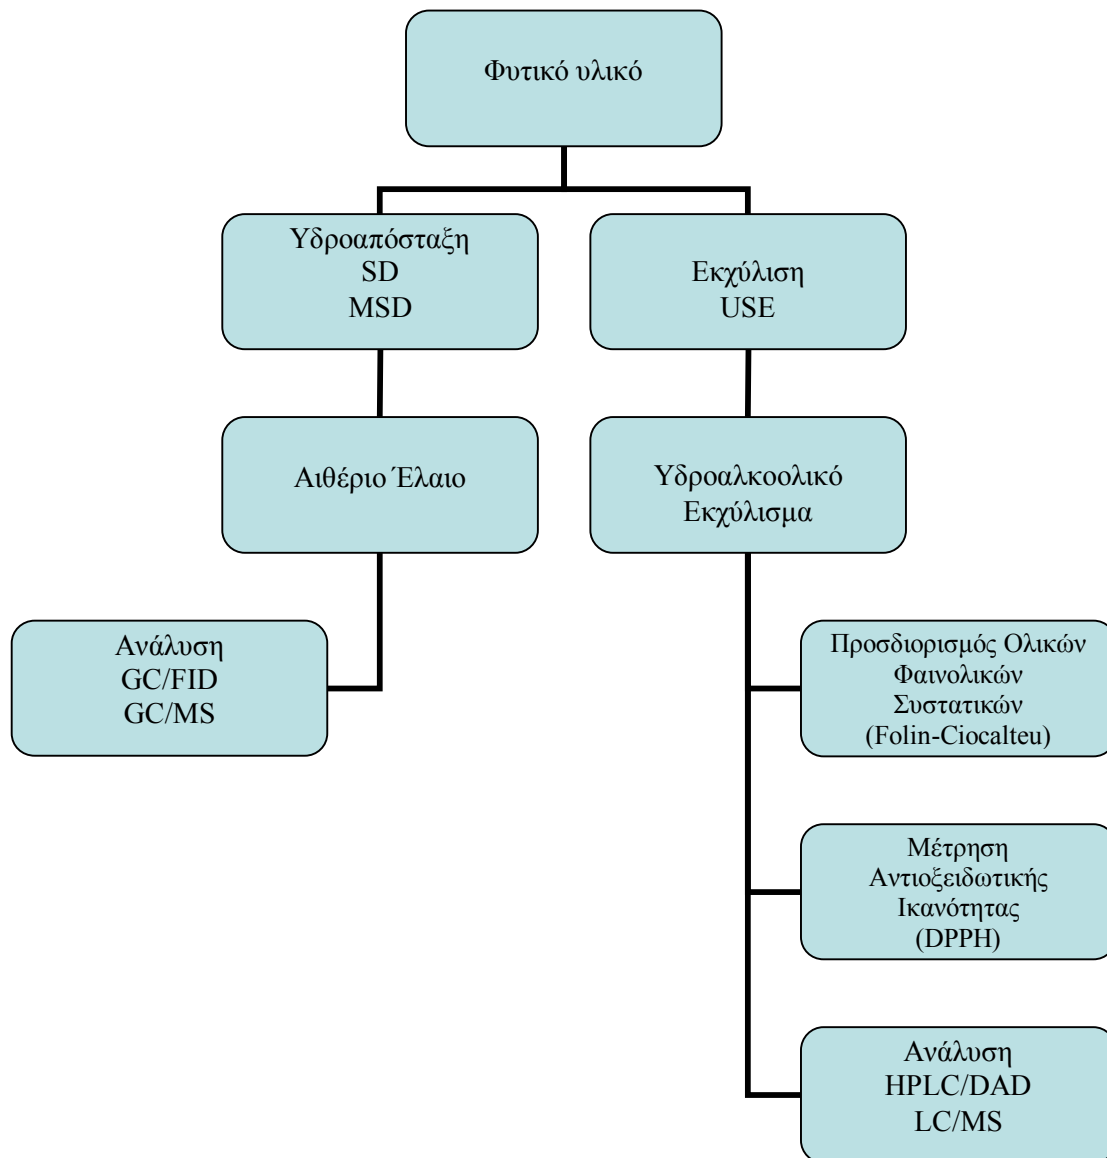 Φυτικό υλικό
Υδροαπόσταξη
SD
MSD
Εκχύλιση
USE
Αιθέριο Έλαιο
Υδροαλκοολικό
Εκχύλισμα
Ανάλυση
GC/FID
GC/MS
Προσδιορισμός Ολικών
Φαινολικών
Συστατικών
(Folin-Ciocalteu)
Μέτρηση
Αντιοξειδωτικής
Ικανότητας
(DPPH)
Ανάλυση
HPLC/DAD
LC/MS